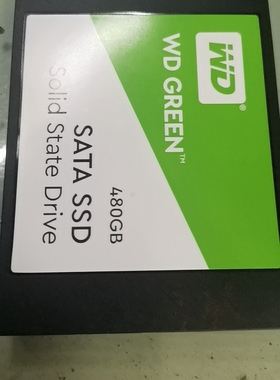 WD
®
WD GREEN™
480GB
SATA SSD
Solid State Drive